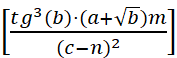 [tg³(b)·(a+√b)m / (c−n)²]